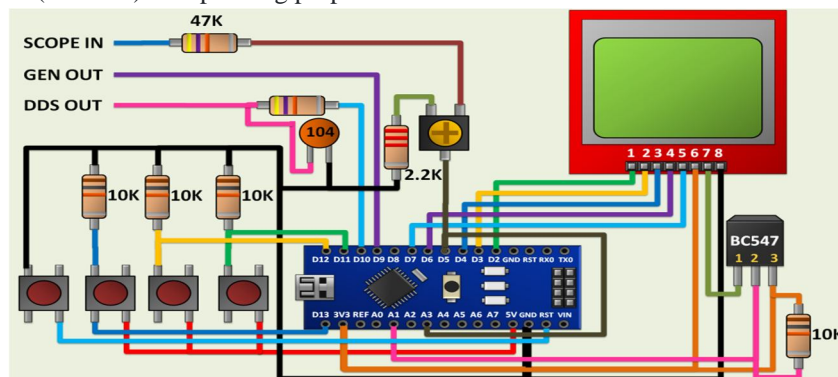 47K
SCOPE IN
GEN OUT
DDS OUT
104
2.2K
10K 10K 10K
1 2 3 4 5 6 7 8
BC547
1 2 3
10K
D12 D11 D10 D9 D8 D7 D6 D5 D4 D3 D2 GND RST RX0 TX0
D13 3V3 REF A0 A1 A2 A3 A4 A5 A6 A7 5V GND RST VIN